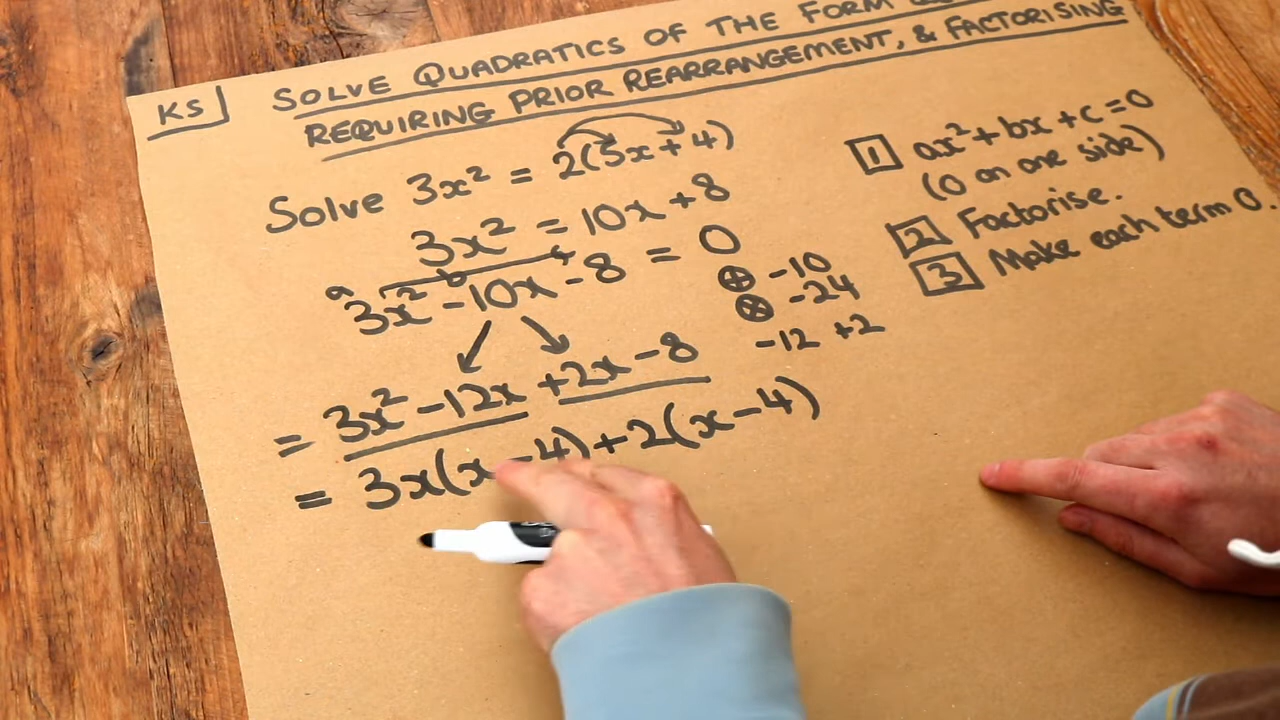 KS
SOLVE QUADRATICS OF THE FORM
REQUIRING PRIOR REARRANGEMENT, & FACTORISING
Solve 3x² = 2(5x + 4)
3x² = 10x + 8
a b c
3x² - 10x - 8 = 0
⊕ -10
⊗ -24
-12 +2
= 3x² - 12x + 2x - 8
= 3x(x - 4) + 2(x - 4)
1 ax² + bx + c = 0
(0 on one side)
2 Factorise.
3 Make each term 0.